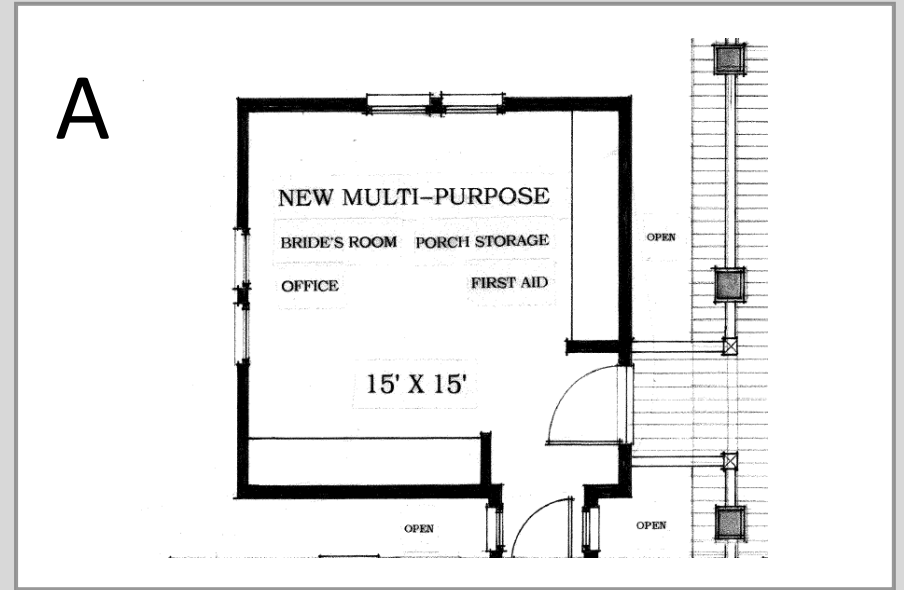 A
NEW MULTI-PURPOSE
BRIDE'S ROOM PORCH STORAGE
OPEN
OFFICE FIRST AID
15' X 15'
OPEN
OPEN